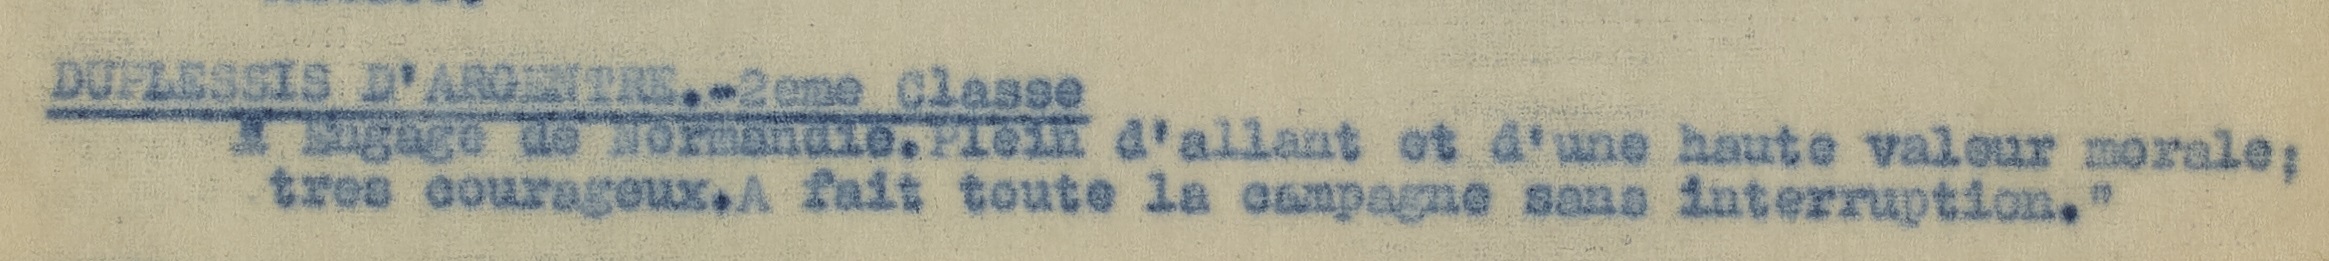 DUPLESSIS D'ARGENTRE.-2eme Classe
" Engage de Normandie.Plein d'allant et d'une haute valeur morale;
tres courageux.A fait toute la campagne sans interruption."